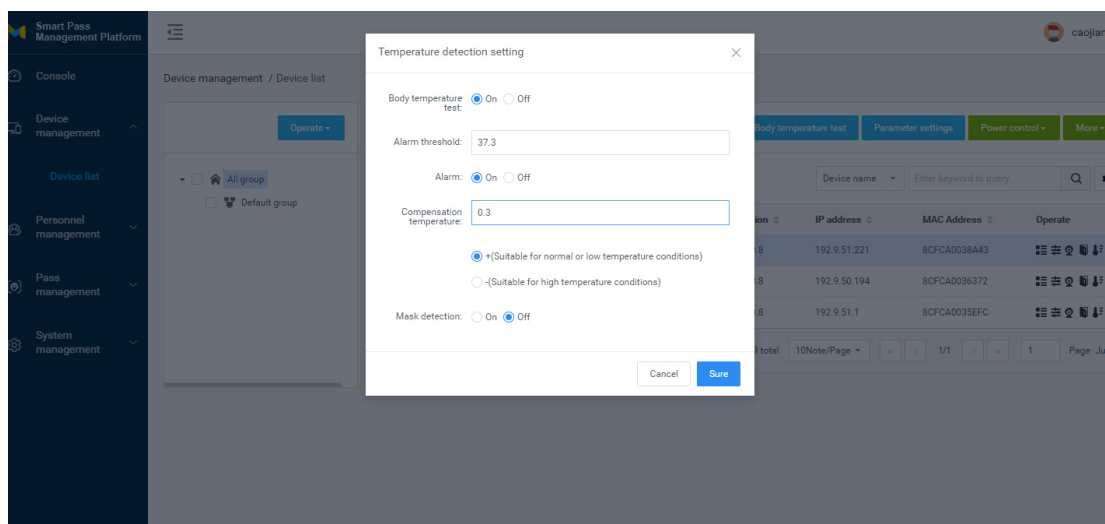 Smart Pass
Management Platform
caojian
Console
Device management / Device list
Device
management
Device list
Personnel
management
Pass
management
System
management
Operate
All group
Default group
Temperature detection setting
Body temperature
test:
On Off
Alarm threshold: 37.3
Alarm: On Off
Compensation
temperature:
0.3
+(Suitable for normal or low temperature conditions)
-(Suitable for high temperature conditions)
Mask detection: On Off
Cancel Sure
Body temperature test Parameter settings Power control More
Device name Enter keyword to query
IP address MAC Address Operate
.8 192.9.51.221 8CFCA0038A43
.8 192.9.50.194 8CFCA0036372
.8 192.9.51.1 8CFCA0035EFC
total 10Note/Page 1/1 1 Page Ju